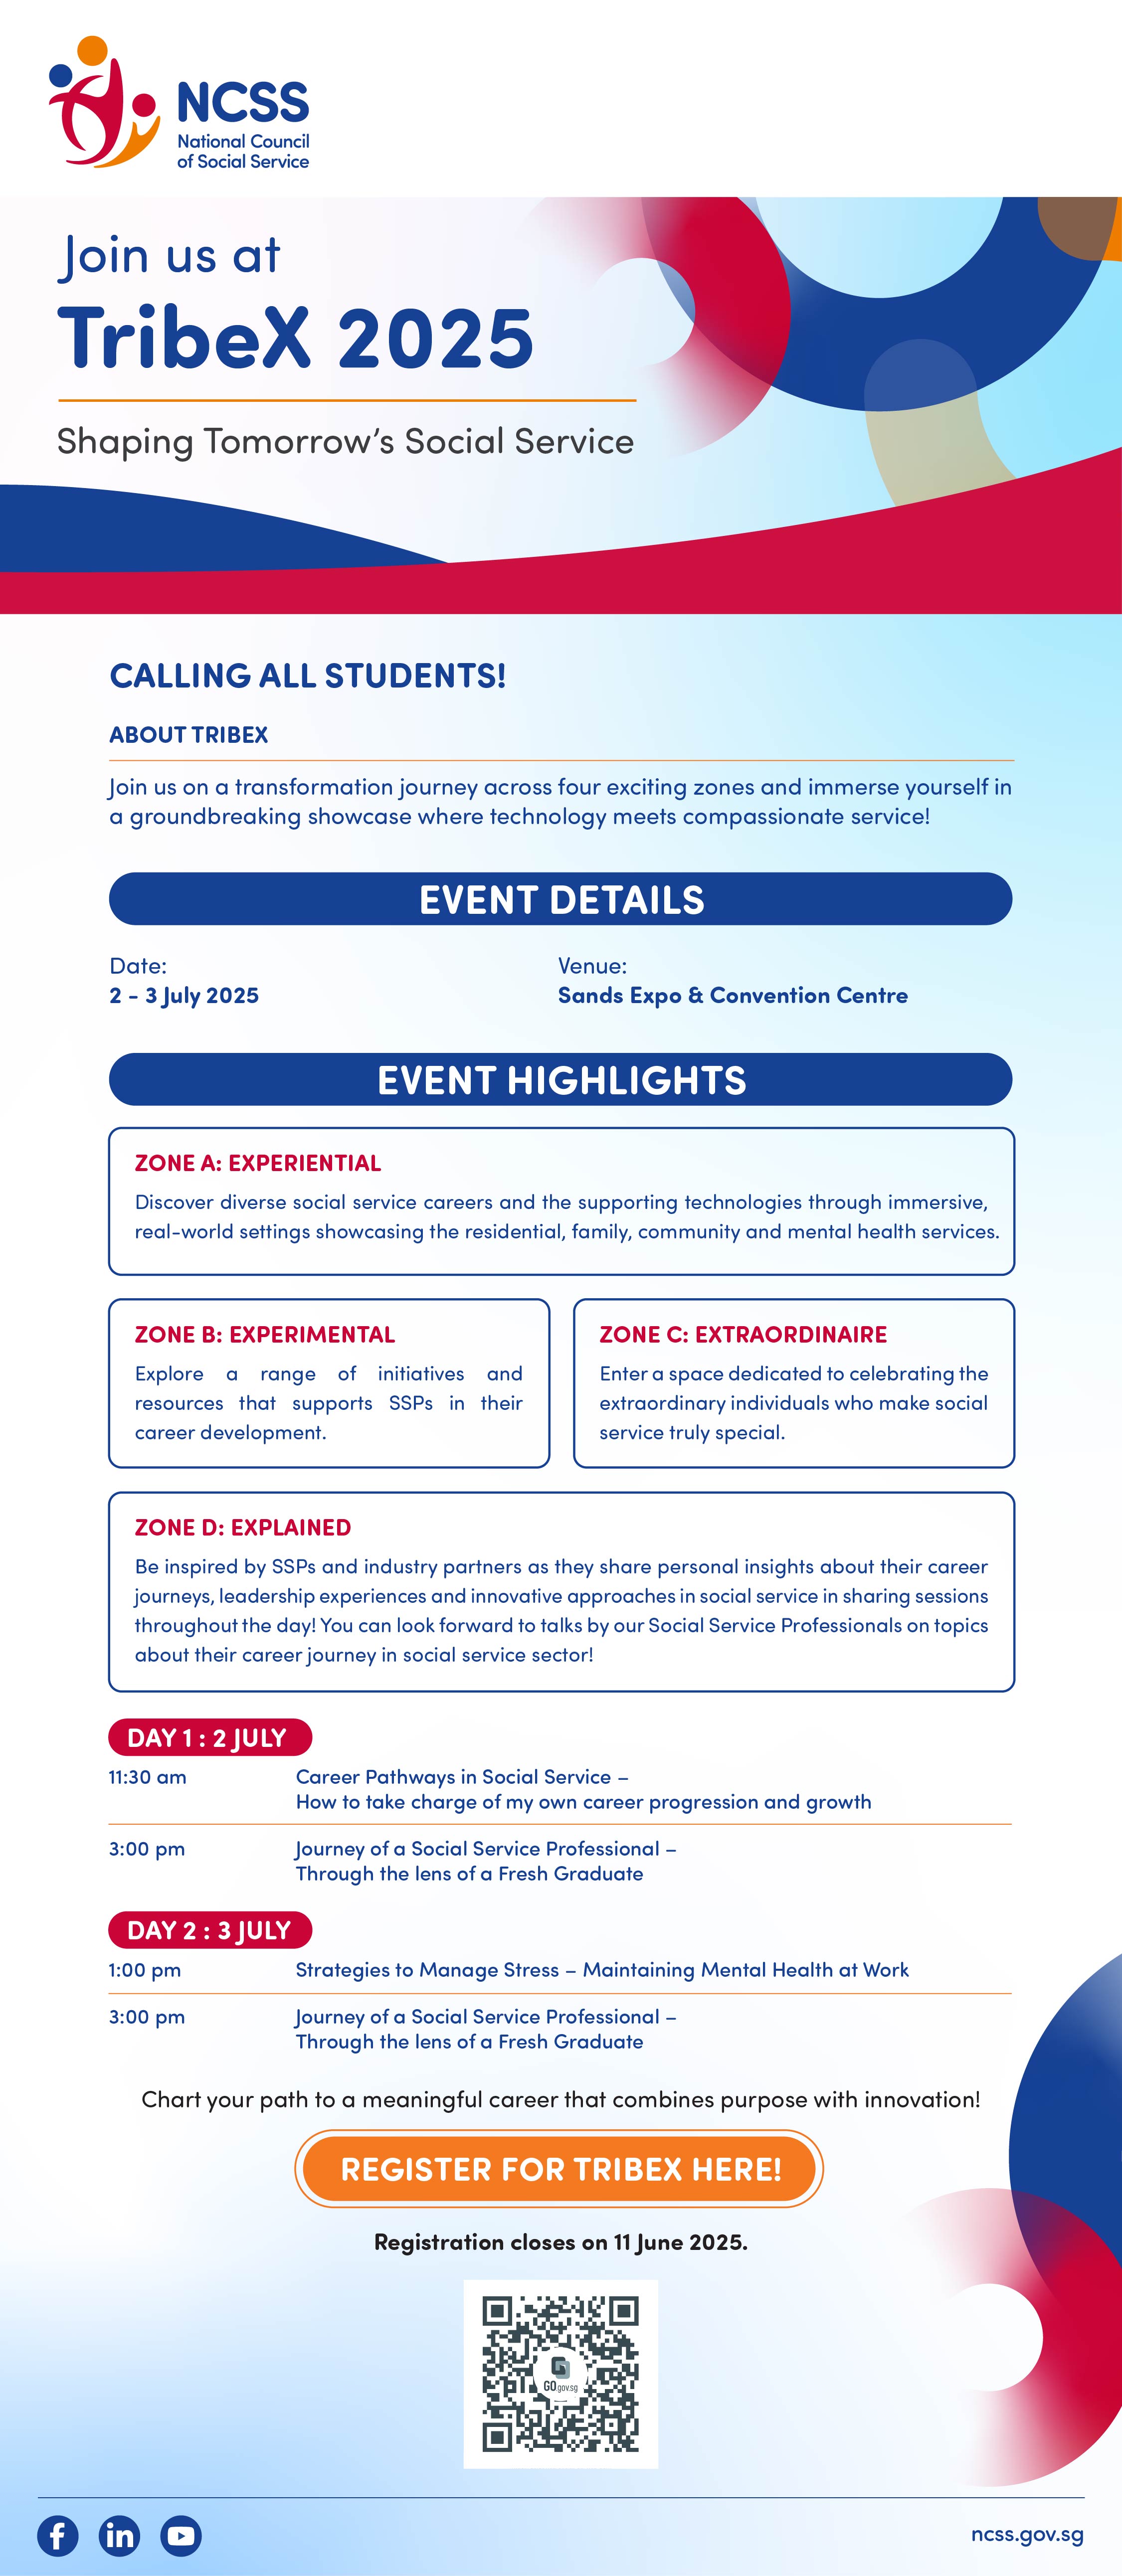 NCSS
National Council
of Social Service
Join us at
TribeX 2025
Shaping Tomorrow's Social Service
CALLING ALL STUDENTS!
ABOUT TRIBEX
Join us on a transformation journey across four exciting zones and immerse yourself in
a groundbreaking showcase where technology meets compassionate service!
EVENT DETAILS
Date:
2 - 3 July 2025
Venue:
Sands Expo & Convention Centre
EVENT HIGHLIGHTS
ZONE A: EXPERIENTIAL
Discover diverse social service careers and the supporting technologies through immersive,
real-world settings showcasing the residential, family, community and mental health services.
ZONE B: EXPERIMENTAL
Explore a range of initiatives and
resources that supports SSPs in their
career development.
ZONE C: EXTRAORDINAIRE
Enter a space dedicated to celebrating the
extraordinary individuals who make social
service truly special.
ZONE D: EXPLAINED
Be inspired by SSPs and industry partners as they share personal insights about their career
journeys, leadership experiences and innovative approaches in social service in sharing sessions
throughout the day! You can look forward to talks by our Social Service Professionals on topics
about their career journey in social service sector!
DAY 1 : 2 JULY
11:30 am Career Pathways in Social Service –
How to take charge of my own career progression and growth
3:00 pm Journey of a Social Service Professional –
Through the lens of a Fresh Graduate
DAY 2 : 3 JULY
1:00 pm Strategies to Manage Stress – Maintaining Mental Health at Work
3:00 pm Journey of a Social Service Professional –
Through the lens of a Fresh Graduate
Chart your path to a meaningful career that combines purpose with innovation!
REGISTER FOR TRIBEX HERE!
Registration closes on 11 June 2025.
GO.gov.sg
ncss.gov.sg